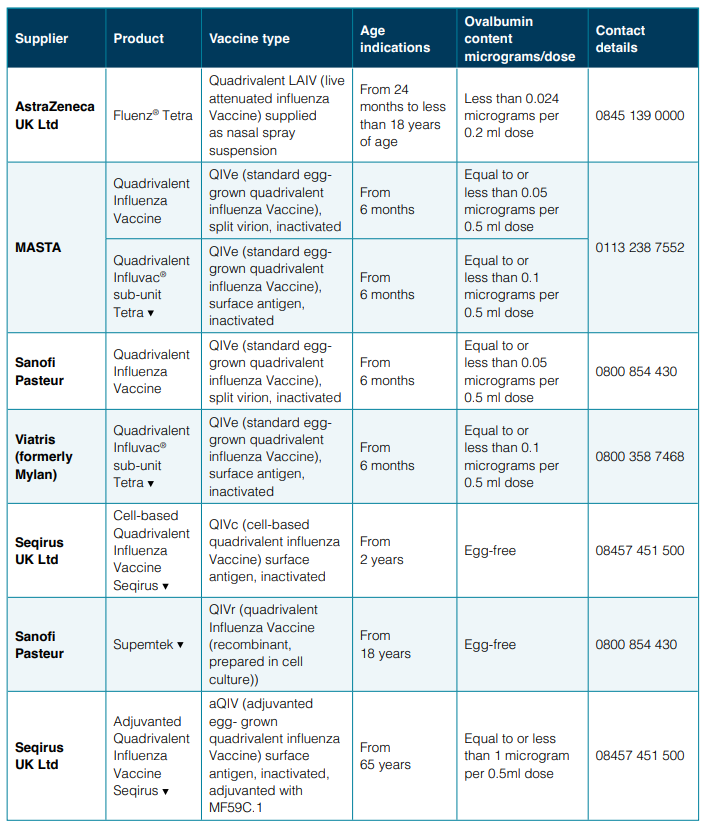 Supplier
Product
Vaccine type
Age
indications
Ovalbumin
content
micrograms/dose
Contact
details
AstraZeneca
UK Ltd
Fluenz® Tetra
Quadrivalent LAIV (live
attenuated influenza
Vaccine) supplied
as nasal spray
suspension
From 24
months to less
than 18 years
of age
Less than 0.024
micrograms per
0.2 ml dose
0845 139 0000
MASTA
Quadrivalent
Influenza
Vaccine
QIVe (standard egg-
grown quadrivalent
influenza Vaccine),
split virion, inactivated
From
6 months
Equal to or
less than 0.05
micrograms per
0.5 ml dose
0113 238 7552
Quadrivalent
Influvac®
sub-unit
Tetra ▼
QIVe (standard egg-
grown quadrivalent
influenza Vaccine),
surface antigen,
inactivated
From
6 months
Equal to or
less than 0.1
micrograms per
0.5 ml dose
Sanofi
Pasteur
Quadrivalent
Influenza
Vaccine
QIVe (standard egg-
grown quadrivalent
influenza Vaccine),
split virion, inactivated
From
6 months
Equal to or
less than 0.05
micrograms per
0.5 ml dose
0800 854 430
Viatris
(formerly
Mylan)
Quadrivalent
Influvac®
sub-unit
Tetra ▼
QIVe (standard egg-
grown quadrivalent
influenza Vaccine),
surface antigen,
inactivated
From
6 months
Equal to or
less than 0.1
micrograms per
0.5 ml dose
0800 358 7468
Seqirus
UK Ltd
Cell-based
Quadrivalent
Influenza
Vaccine
Seqirus ▼
QIVc (cell-based
quadrivalent influenza
Vaccine) surface
antigen, inactivated
From
2 years
Egg-free
08457 451 500
Sanofi
Pasteur
Supemtek ▼
QIVr (quadrivalent
Influenza Vaccine
(recombinant,
prepared in cell
culture))
From
18 years
Egg-free
0800 854 430
Seqirus
UK Ltd
Adjuvanted
Quadrivalent
Influenza
Vaccine
Seqirus ▼
aQIV (adjuvanted
egg- grown
quadrivalent influenza
Vaccine) surface
antigen, inactivated,
adjuvanted with
MF59C.1
From
65 years
Equal to or less
than 1 microgram
per 0.5ml dose
08457 451 500